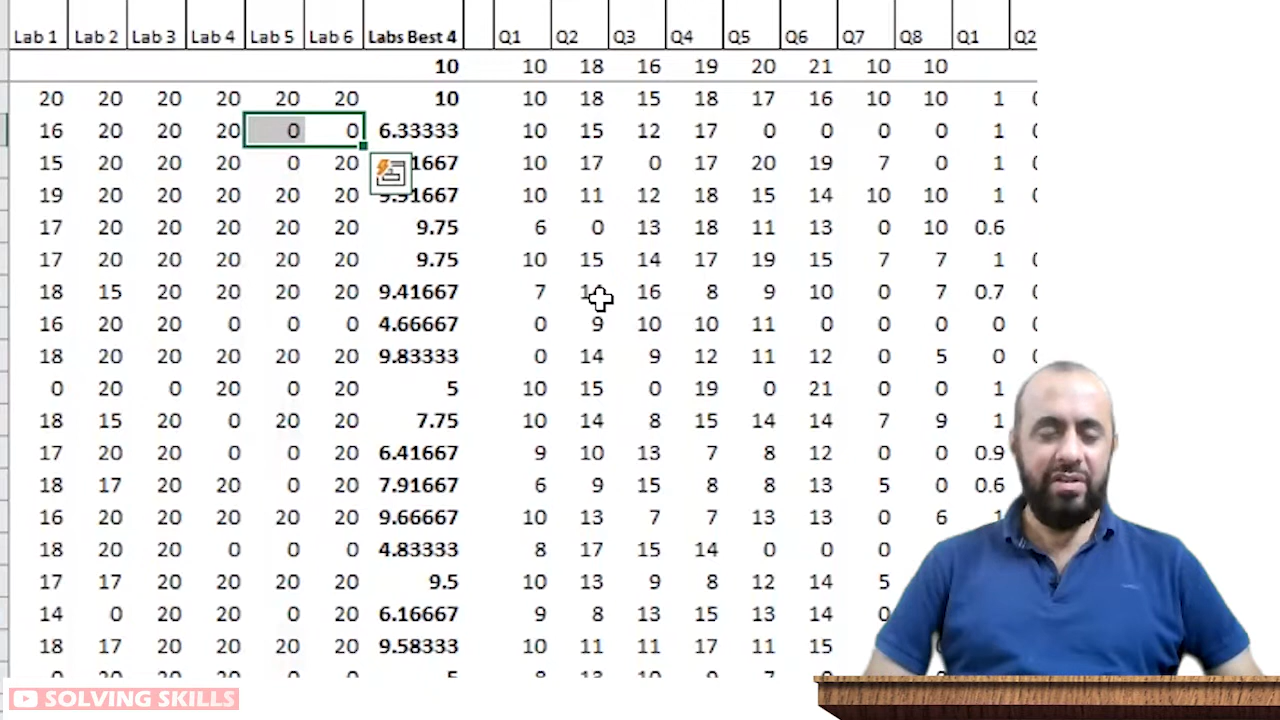 Lab 1 Lab 2 Lab 3 Lab 4 Lab 5 Lab 6 Labs Best 4 Q1 Q2 Q3 Q4 Q5 Q6 Q7 Q8 Q1 Q2
10 10 18 16 19 20 21 10 10
20 20 20 20 20 20 10 10 18 15 18 17 16 10 10 1
16 20 20 20 0 0 6.33333 10 15 12 17 0 0 0 0 1
15 20 20 20 0 20 1667 10 17 0 17 20 19 7 0 1
19 20 20 20 20 20 9.91667 10 11 12 18 15 14 10 10 1
17 20 20 20 20 20 9.75 6 0 13 18 11 13 0 10 0.6
17 20 20 20 20 20 9.75 10 15 14 17 19 15 7 7 1
18 15 20 20 20 20 9.41667 7 16 8 9 10 0 7 0.7
16 20 20 0 0 0 4.66667 0 9 10 10 11 0 0 0 0
18 20 20 20 20 20 9.83333 0 14 9 12 11 12 0 5 0
0 20 0 20 0 20 5 10 15 0 19 0 21 0 0 1
18 15 20 0 20 20 7.75 10 14 8 15 14 14 7 9 1
17 20 20 0 0 20 6.41667 9 10 13 7 8 12 0 0 0.9
18 17 20 20 0 20 7.91667 6 9 15 8 8 13 5 0 0.6
16 20 20 20 20 20 9.66667 10 13 7 7 13 13 0 6
18 20 20 0 0 0 4.83333 8 17 15 14 0 0 0
17 17 20 20 20 20 9.5 10 13 9 8 12 14 5
14 0 20 20 0 20 6.16667 9 8 13 15 13 14
18 17 20 20 20 20 9.58333 10 11 11 17 11 15
SOLVING SKILLS